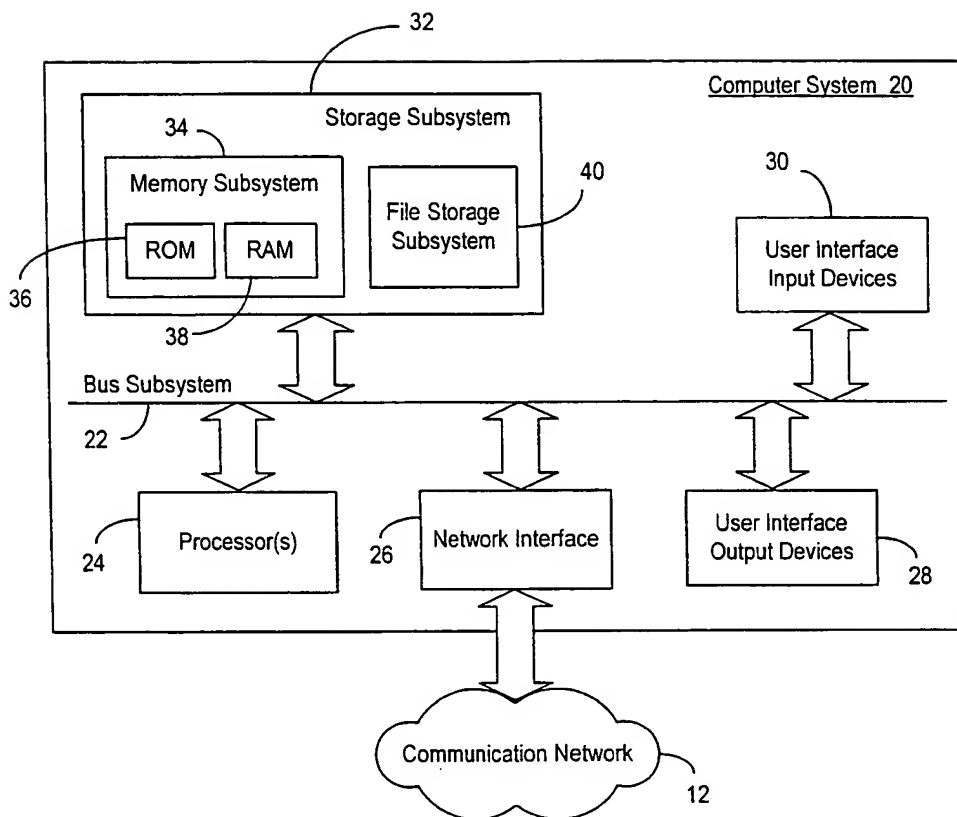 32
Computer System 20
Storage Subsystem
34
Memory Subsystem
40
30
File Storage
Subsystem
User Interface
Input Devices
ROM
RAM
36
38
Bus Subsystem
22
24
Processor(s)
26
Network Interface
User Interface
Output Devices
28
Communication Network
12